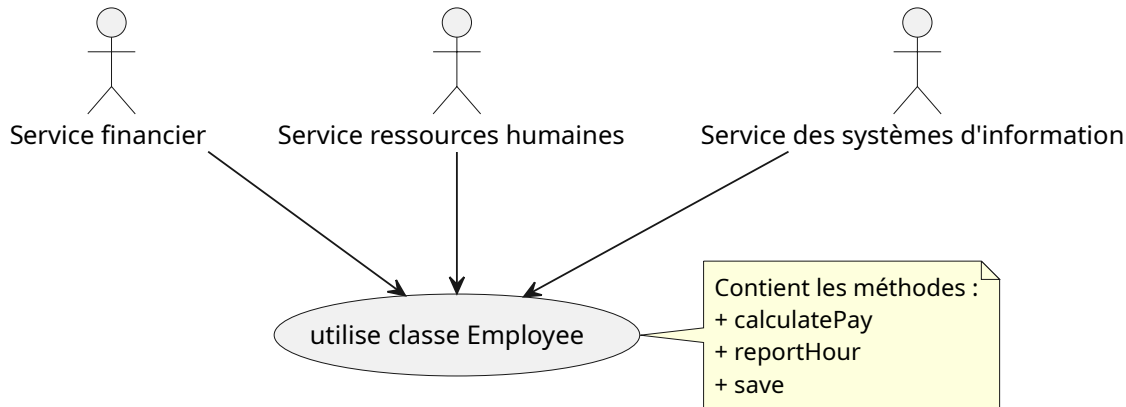 Service financier
Service ressources humaines
Service des systèmes d'information
utilise classe Employee
Contient les méthodes :
+ calculatePay
+ reportHour
+ save